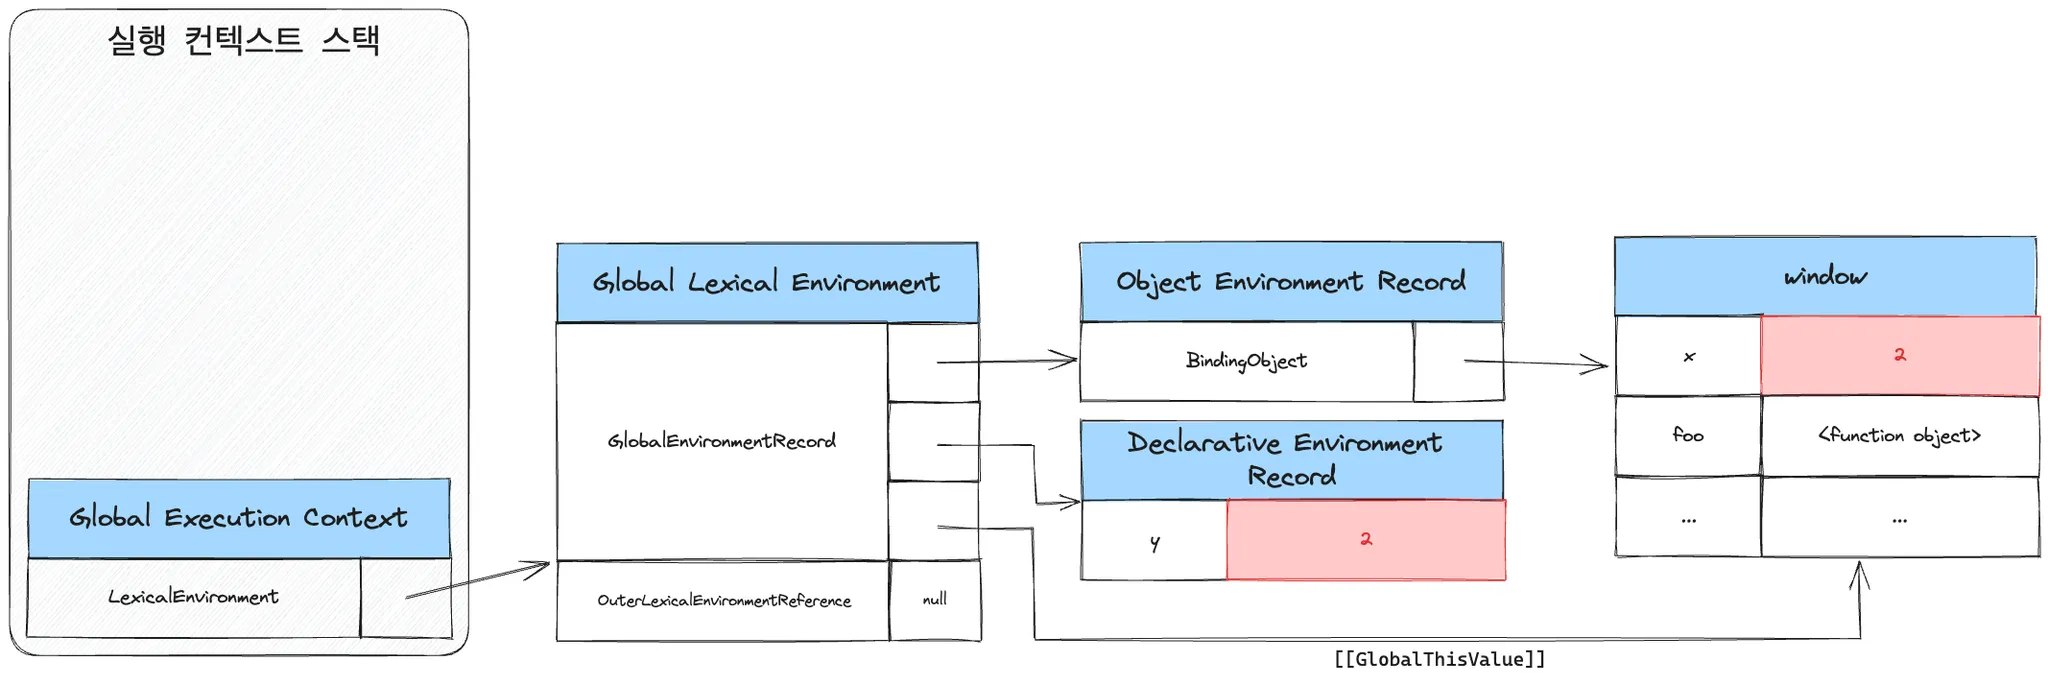 실행 컨텍스트 스택
Global Execution Context
LexicalEnvironment
Global Lexical Environment
GlobalEnvironmentRecord
OuterLexicalEnvironmentReference
null
Object Environment Record
BindingObject
Declarative Environment
Record
y
2
window
x
2
foo
<function object>
...
...
[[GlobalThisValue]]